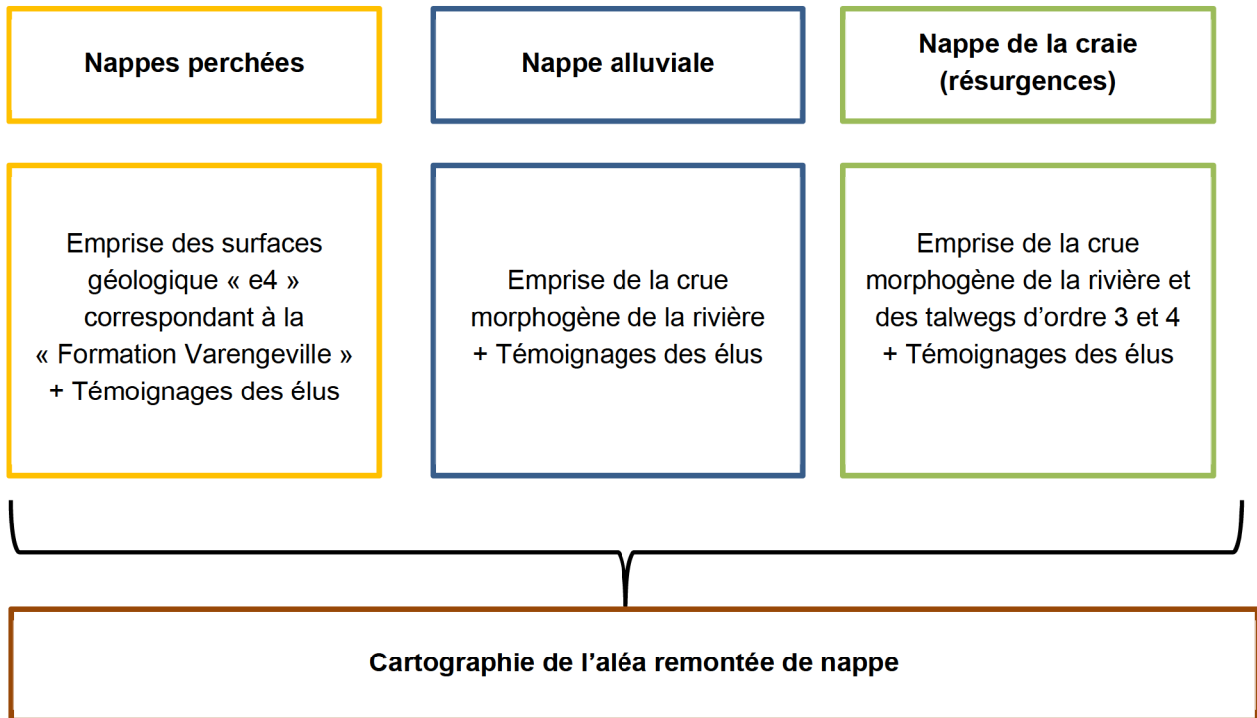 Nappes perchées
Nappe alluviale
Nappe de la craie
(résurgences)
Emprise des surfaces
géologique « e4 »
correspondant à la
« Formation Varengeville »
+ Témoignages des élus
Emprise de la crue
morphogène de la rivière
+ Témoignages des élus
Emprise de la crue
morphogène de la rivière et
des talwegs d’ordre 3 et 4
+ Témoignages des élus
Cartographie de l’aléa remontée de nappe